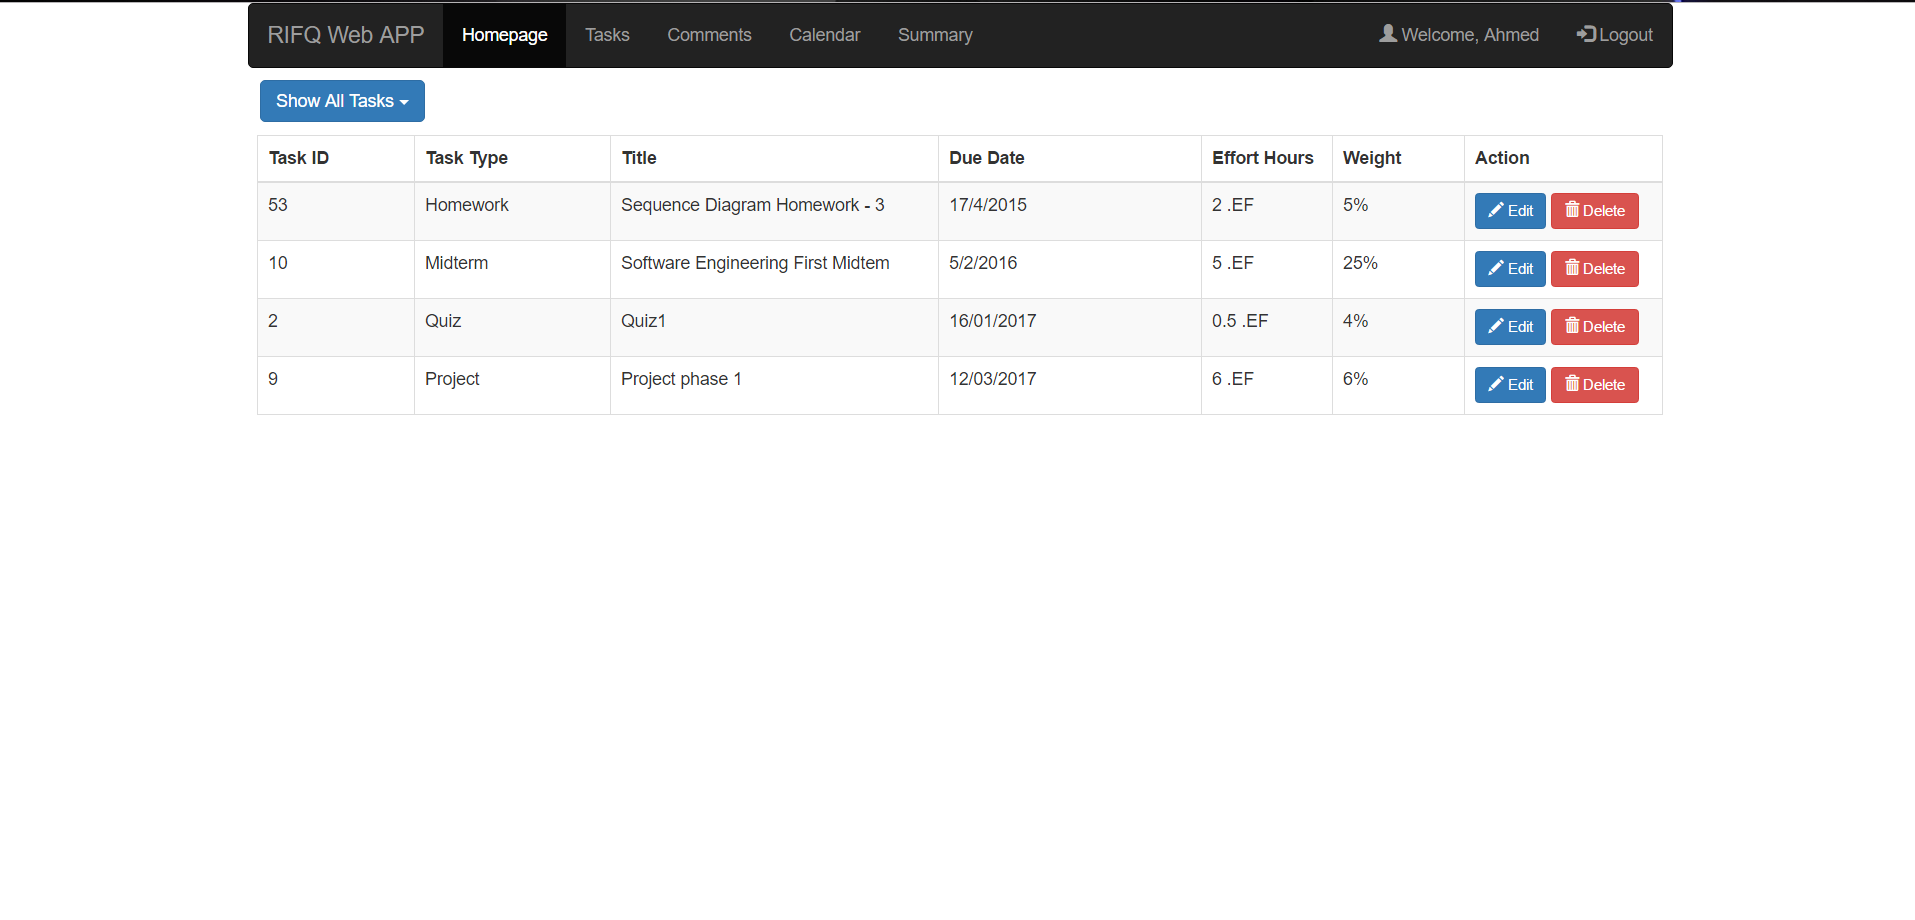 RIFQ Web APP Homepage Tasks Comments Calendar Summary Welcome, Ahmed Logout
Show All Tasks
Task ID Task Type Title Due Date Effort Hours Weight Action
53 Homework Sequence Diagram Homework - 3 17/4/2015 2 .EF 5% Edit Delete
10 Midterm Software Engineering First Midtem 5/2/2016 5 .EF 25% Edit Delete
2 Quiz Quiz1 16/01/2017 0.5 .EF 4% Edit Delete
9 Project Project phase 1 12/03/2017 6 .EF 6% Edit Delete